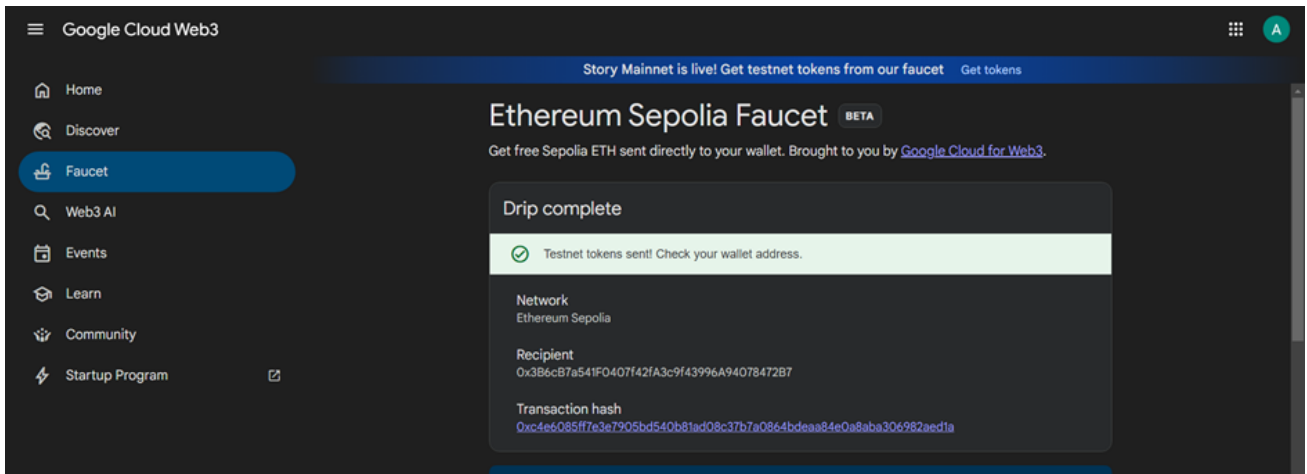 Google Cloud Web3
A
Story Mainnet is live! Get testnet tokens from our faucet Get tokens
Home
Discover
Faucet
Web3 AI
Events
Learn
Community
Startup Program
Ethereum Sepolia Faucet BETA
Get free Sepolia ETH sent directly to your wallet. Brought to you by Google Cloud for Web3.
Drip complete
Testnet tokens sent! Check your wallet address.
Network
Ethereum Sepolia
Recipient
0x3B6cB7a541F0407f42fA3c9f43996A94078472B7
Transaction hash
0xc4e6085ff7e3e7905bd540b81ad08c37b7a0864bdeaa84e0a8aba306982aed1a